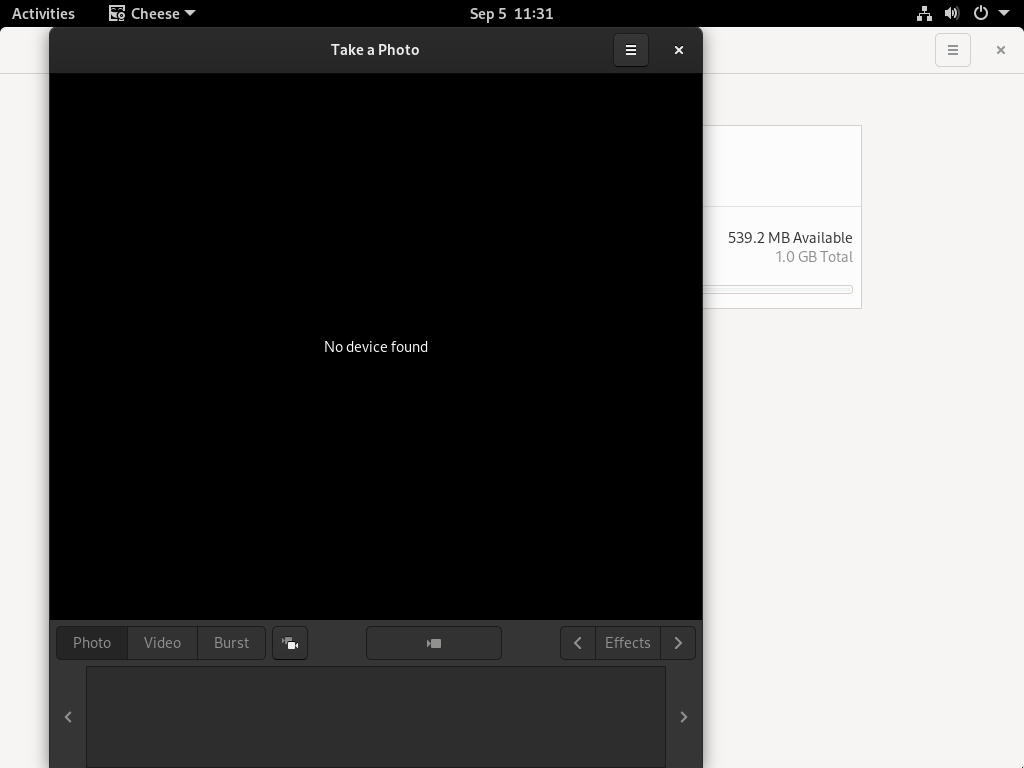 Activities
Cheese
Sep 5 11:31
Take a Photo
539.2 MB Available
1.0 GB Total
No device found
Photo
Video
Burst
Effects